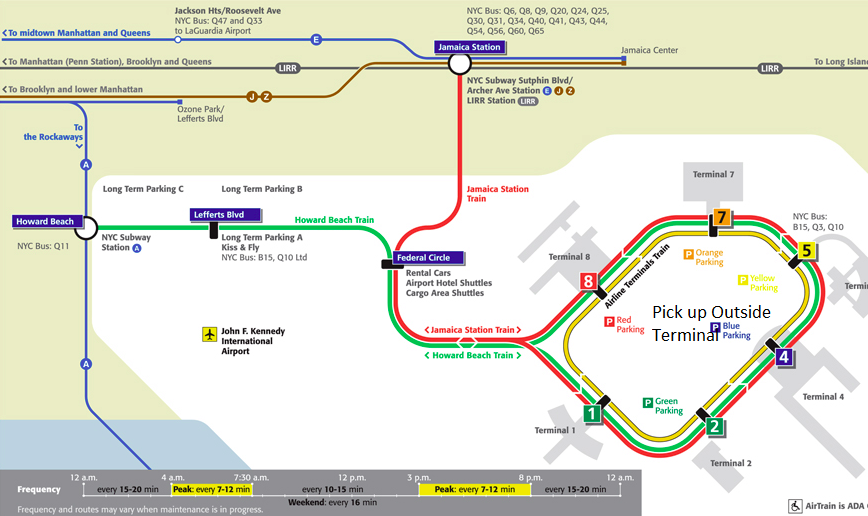 Jackson Hts/Roosevelt Ave
NYC Bus: Q47 and Q33
to LaGuardia Airport
NYC Bus: Q6, Q8, Q9, Q20, Q24, Q25,
Q30, Q31, Q34, Q40, Q41, Q43, Q44,
Q54, Q56, Q60, Q65
<To midtown Manhattan and Queens
E
Jamaica Station
Jamaica Center
<To Manhattan (Penn Station), Brooklyn and Queens
LIRR
LIRR
To Long Island
<To Brooklyn and lower Manhattan
J Z
NYC Subway Sutphin Blvd/
Archer Ave Station E J Z
LIRR Station LIRR
Ozone Park/
Lefferts Blvd
To
the Rockaways
A
Long Term Parking C
Long Term Parking B
Jamaica Station
Train
Terminal 7
Howard Beach
Lefferts Blvd
Howard Beach Train
7
NYC Bus:
B15, Q3, Q10
NYC Bus: Q11
NYC Subway
Station A
Long Term Parking A
Kiss & Fly
NYC Bus: B15, Q10 Ltd
Federal Circle
Rental Cars
Airport Hotel Shuttles
Cargo Area Shuttles
Terminal 8
8
Airline Terminals Train
P Orange
Parking
5
P Yellow
Parking
Termi
Pick up Outside
Terminal
P Red
Parking
P Blue
Parking
John F. Kennedy
International
Airport
<Jamaica Station Train>
<Howard Beach Train>
4
A
Terminal 4
P Green
Parking
1
2
Terminal 1
Terminal 2
12 a.m. 4 a.m. 7:30 a.m. 12 p.m. 3 p.m. 8 p.m. 12 a.m.
Frequency every 15-20 min Peak: every 7-12 min every 10-15 min Peak: every 7-12 min every 15-20 min
Weekend: every 16 min
Frequency and routes may vary when maintenance is in progress.
AirTrain is ADA